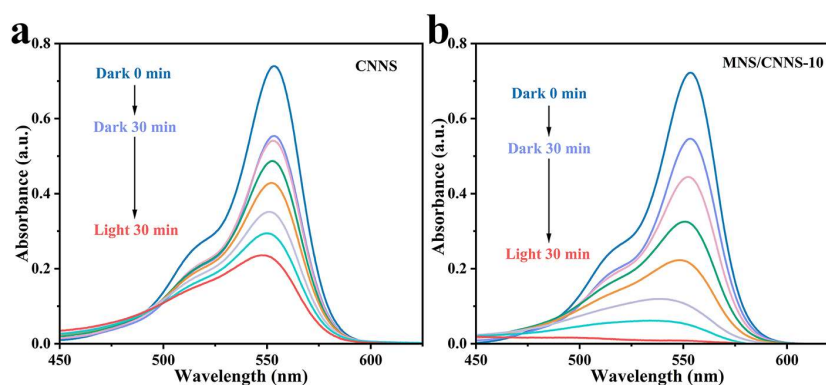 a
CNNS
Dark 0 min
Dark 30 min
Light 30 min
Absorbance (a.u.)
0.8
0.6
0.4
0.2
0.0
450
500
550
600
Wavelength (nm)
b
MNS/CNNS-10
Dark 0 min
Dark 30 min
Light 30 min
Absorbance (a.u.)
0.8
0.6
0.4
0.2
0.0
450
500
550
600
Wavelength (nm)